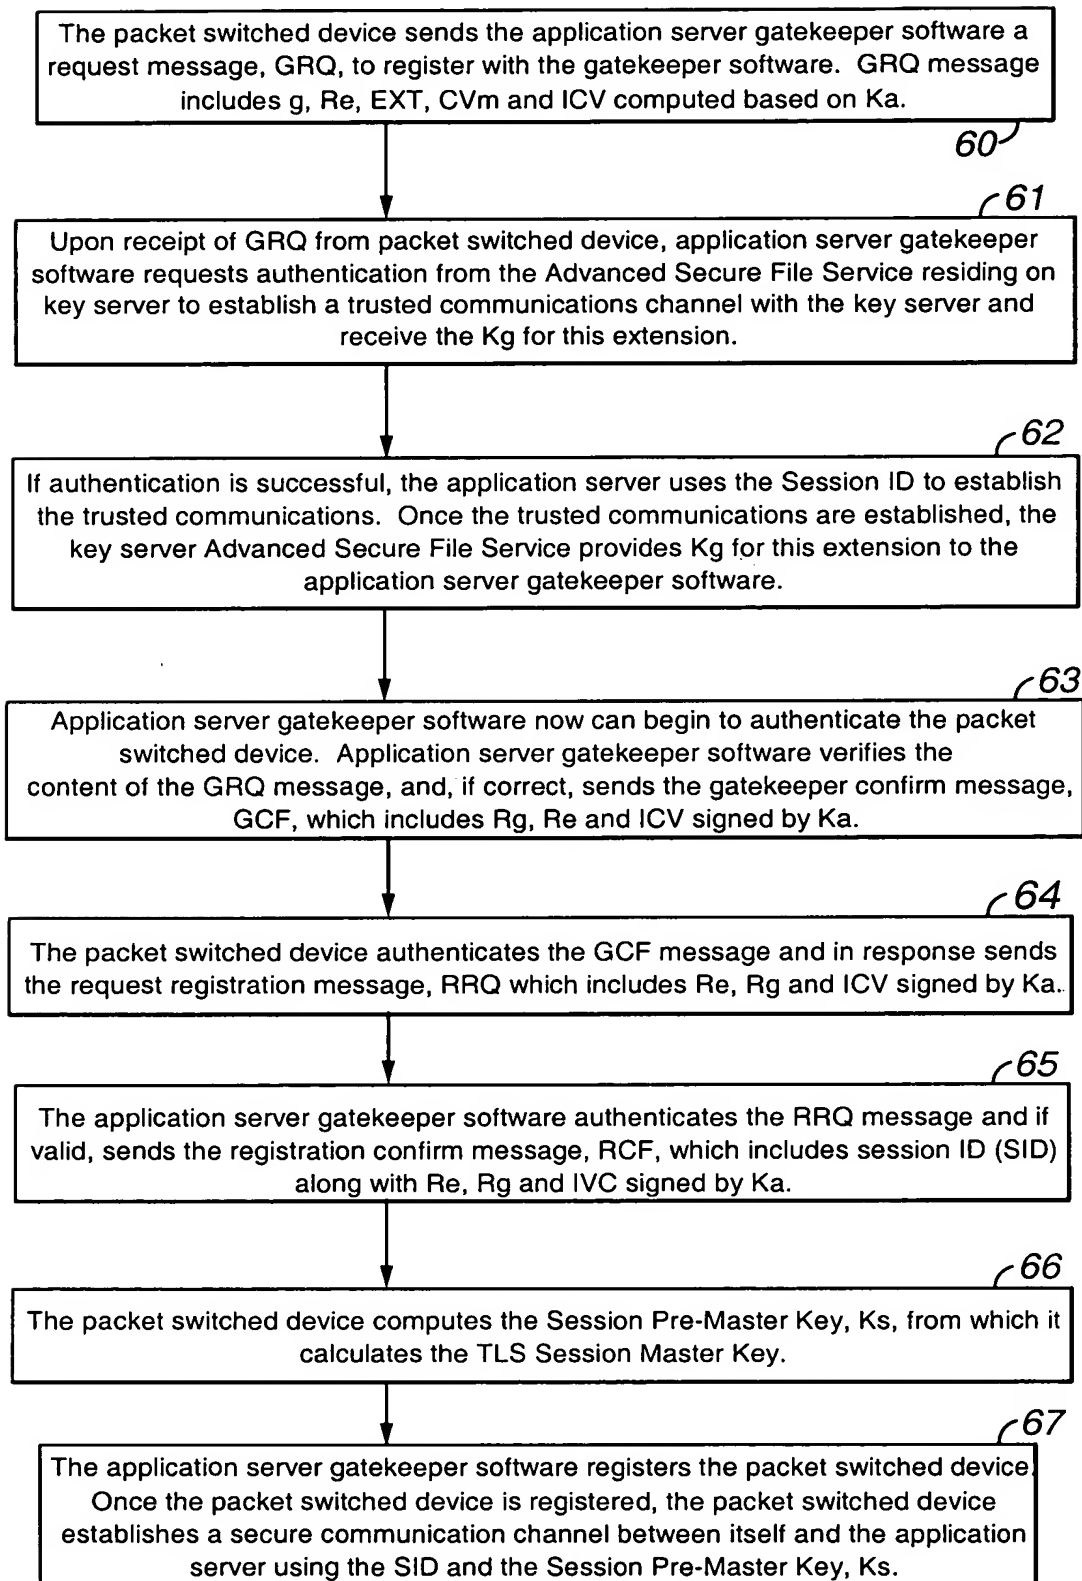 The packet switched device sends the application server gatekeeper software a
request message, GRQ, to register with the gatekeeper software. GRQ message
includes g, Re, EXT, CVm and ICV computed based on Ka.
60
61
Upon receipt of GRQ from packet switched device, application server gatekeeper
software requests authentication from the Advanced Secure File Service residing on
key server to establish a trusted communications channel with the key server and
receive the Kg for this extension.
62
If authentication is successful, the application server uses the Session ID to establish
the trusted communications. Once the trusted communications are established, the
key server Advanced Secure File Service provides Kg for this extension to the
application server gatekeeper software.
63
Application server gatekeeper software now can begin to authenticate the packet
switched device. Application server gatekeeper software verifies the
content of the GRQ message, and, if correct, sends the gatekeeper confirm message,
GCF, which includes Rg, Re and ICV signed by Ka.
64
The packet switched device authenticates the GCF message and in response sends
the request registration message, RRQ which includes Re, Rg and ICV signed by Ka.
65
The application server gatekeeper software authenticates the RRQ message and if
valid, sends the registration confirm message, RCF, which includes session ID (SID)
along with Re, Rg and IVC signed by Ka.
66
The packet switched device computes the Session Pre-Master Key, Ks, from which it
calculates the TLS Session Master Key.
67
The application server gatekeeper software registers the packet switched device.
Once the packet switched device is registered, the packet switched device
establishes a secure communication channel between itself and the application
server using the SID and the Session Pre-Master Key, Ks.